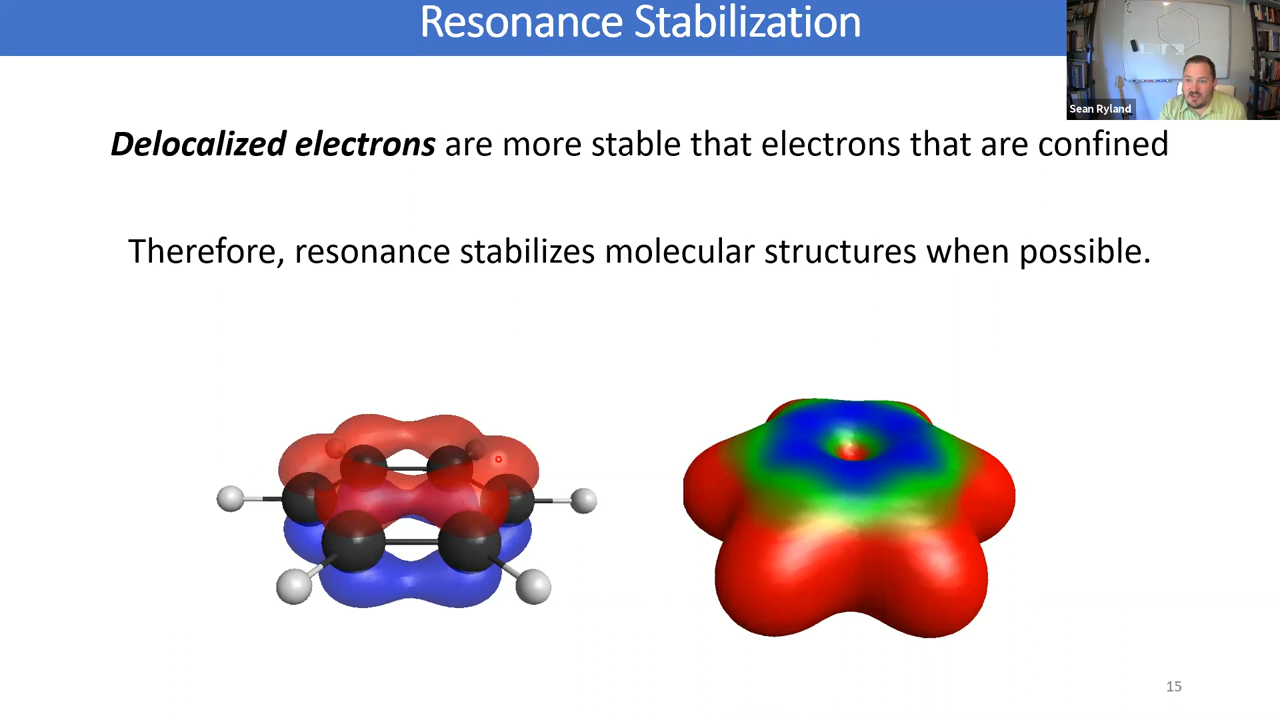 Resonance Stabilization
Sean Ryland
Delocalized electrons are more stable that electrons that are confined
Therefore, resonance stabilizes molecular structures when possible.
15